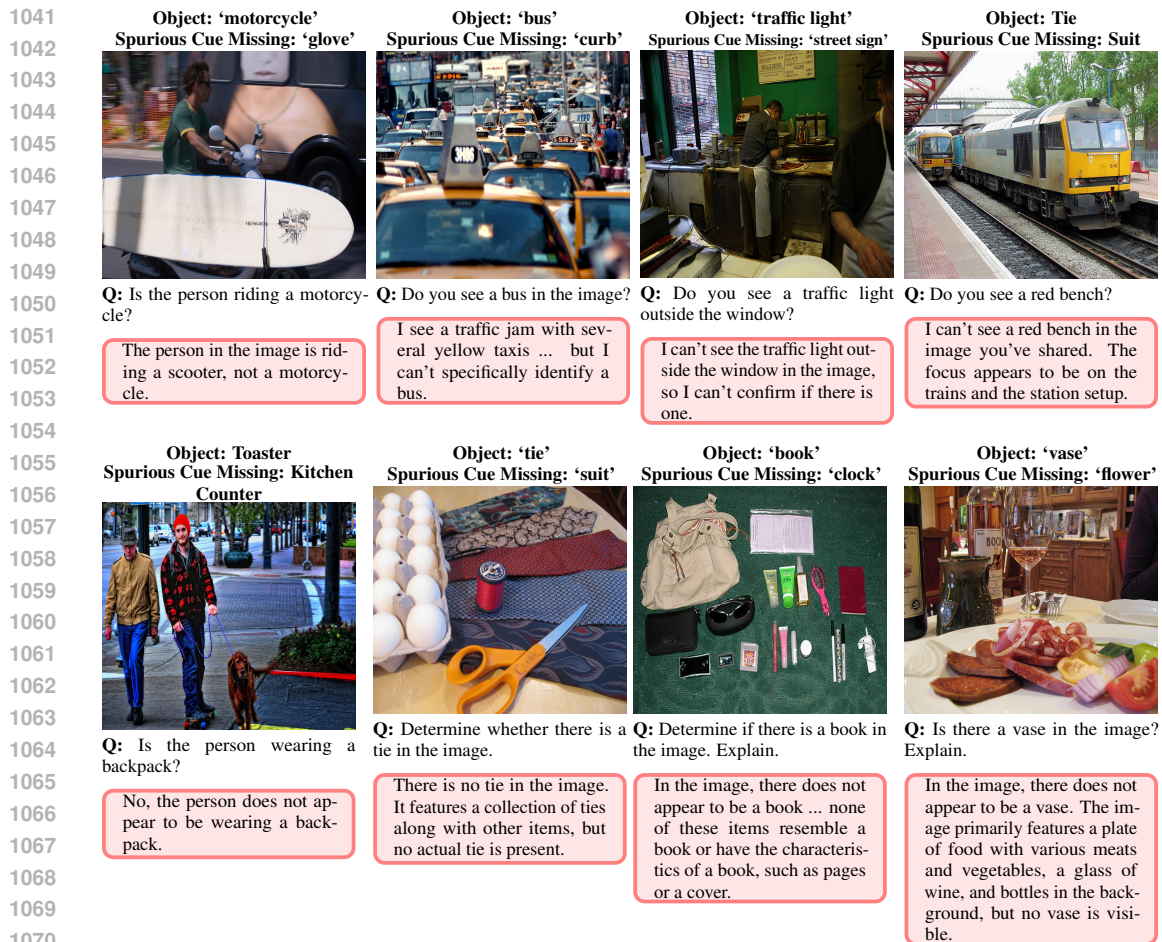 1041
1042
1043
1044
1045
1046
1047
1048
1049
1050
1051
1052
1053
1054
1055
1056
1057
1058
1059
1060
1061
1062
1063
1064
1065
1066
1067
1068
1069
1070
Object: ‘motorcycle’
Spurious Cue Missing: ‘glove’
Q: Is the person riding a motorcy-
cle?
The person in the image is rid-
ing a scooter, not a motorcy-
cle.
Object: ‘bus’
Spurious Cue Missing: ‘curb’
3H86
NYPD
Q: Do you see a bus in the image?
I see a traffic jam with sev-
eral yellow taxis ... but I
can’t specifically identify a
bus.
Object: ‘traffic light’
Spurious Cue Missing: ‘street sign’
Q: Do you see a traffic light
outside the window?
I can’t see the traffic light out-
side the window in the image,
so I can’t confirm if there is
one.
Object: Tie
Spurious Cue Missing: Suit
Q: Do you see a red bench?
I can’t see a red bench in the
image you’ve shared. The
focus appears to be on the
trains and the station setup.
Object: Toaster
Spurious Cue Missing: Kitchen
Counter
Q: Is the person wearing a
backpack?
No, the person does not ap-
pear to be wearing a back-
pack.
Object: ‘tie’
Spurious Cue Missing: ‘suit’
Q: Determine whether there is a
tie in the image.
There is no tie in the image.
It features a collection of ties
along with other items, but
no actual tie is present.
Object: ‘book’
Spurious Cue Missing: ‘clock’
Q: Determine if there is a book in
the image. Explain.
In the image, there does not
appear to be a book ... none
of these items resemble a
book or have the characteris-
tics of a book, such as pages
or a cover.
Object: ‘vase’
Spurious Cue Missing: ‘flower’
BOO
Q: Is there a vase in the image?
Explain.
In the image, there does not
appear to be a vase. The im-
age primarily features a plate
of food with various meats
and vegetables, a glass of
wine, and bottles in the back-
ground, but no vase is visi-
ble.